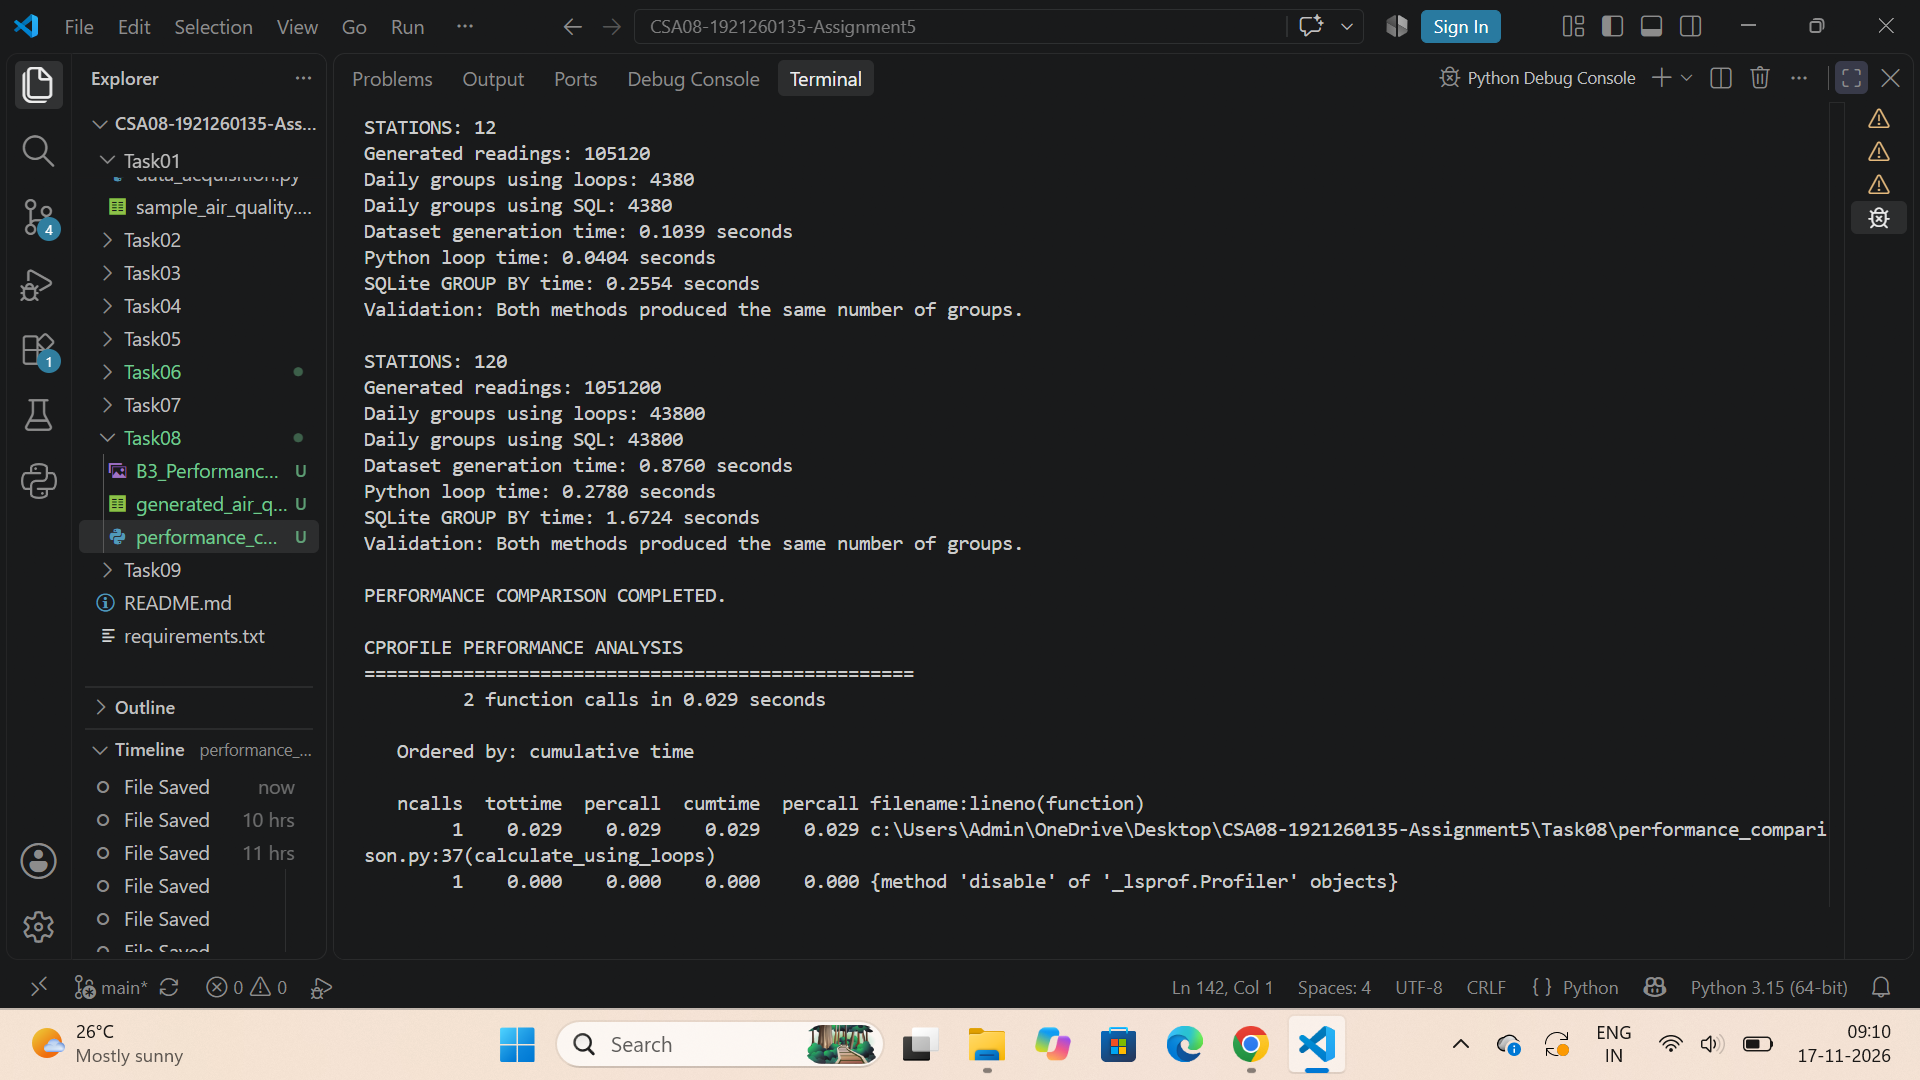 File Edit Selection View Go Run ···
CSA08-1921260135-Assignment5
Sign In
Explorer
CSA08-1921260135-Ass...
Task01
data_acquisition.py
sample_air_quality....
Task02
Task03
Task04
Task05
Task06
Task07
Task08
B3_Performanc... U
generated_air_q... U
performance_c... U
Task09
README.md
requirements.txt
Outline
Timeline performance_...
File Saved now
File Saved 10 hrs
File Saved 11 hrs
File Saved
File Saved
File Saved
4
1
Problems Output Ports Debug Console Terminal
Python Debug Console
STATIONS: 12
Generated readings: 105120
Daily groups using loops: 4380
Daily groups using SQL: 4380
Dataset generation time: 0.1039 seconds
Python loop time: 0.0404 seconds
SQLite GROUP BY time: 0.2554 seconds
Validation: Both methods produced the same number of groups.
STATIONS: 120
Generated readings: 1051200
Daily groups using loops: 43800
Daily groups using SQL: 43800
Dataset generation time: 0.8760 seconds
Python loop time: 0.2780 seconds
SQLite GROUP BY time: 1.6724 seconds
Validation: Both methods produced the same number of groups.
PERFORMANCE COMPARISON COMPLETED.
CPROFILE PERFORMANCE ANALYSIS
==================================================
2 function calls in 0.029 seconds
Ordered by: cumulative time
ncalls tottime percall cumtime percall filename:lineno(function)
1 0.029 0.029 0.029 0.029 c:\Users\Admin\OneDrive\Desktop\CSA08-1921260135-Assignment5\Task08\performance_compari
son.py:37(calculate_using_loops)
1 0.000 0.000 0.000 0.000 {method 'disable' of '_lsprof.Profiler' objects}
main* 0 0
Ln 142, Col 1 Spaces: 4 UTF-8 CRLF { } Python Python 3.15 (64-bit)
26°C
Mostly sunny
Search
ENG
IN
09:10
17-11-2026